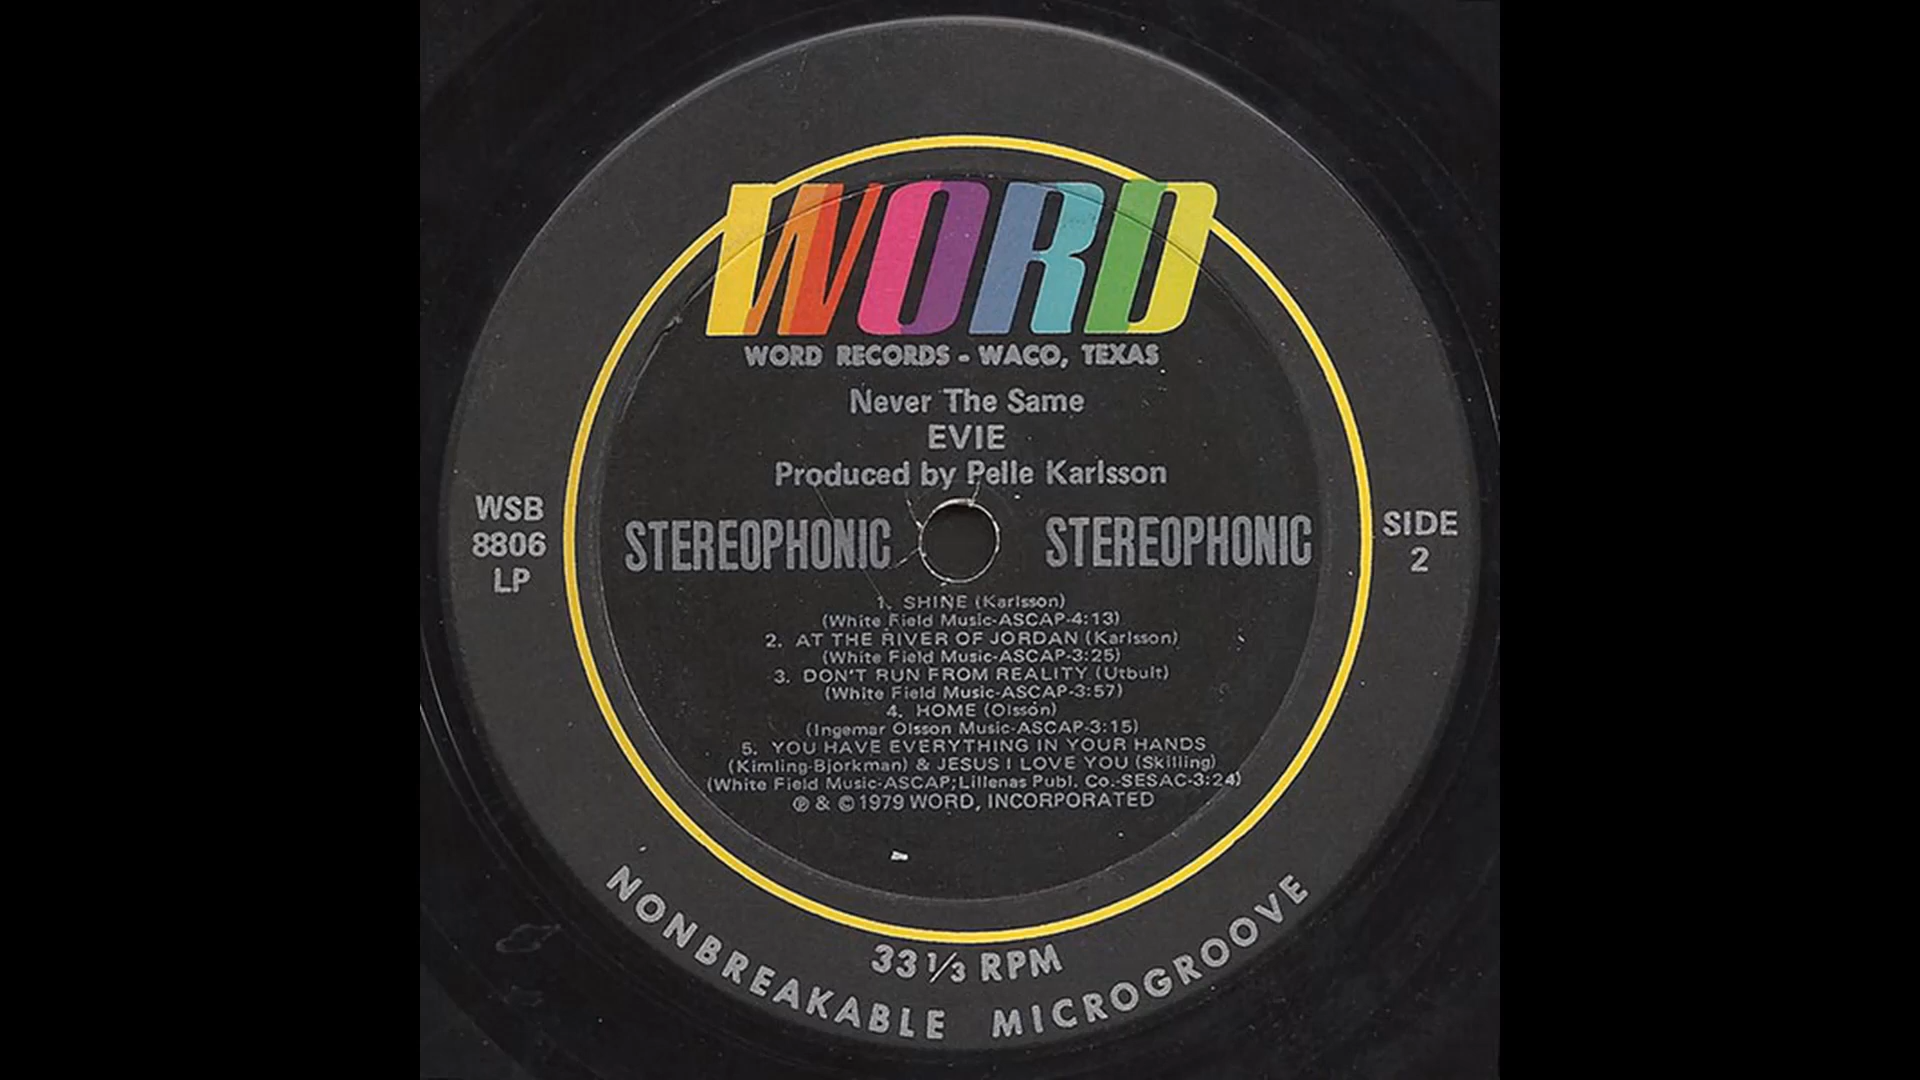 WORD
WORD RECORDS - WACO, TEXAS
Never The Same
EVIE
Produced by Pelle Karlsson
WSB
8806
LP
STEREOPHONIC STEREOPHONIC
SIDE
2
1. SHINE (Karlsson)
(White Field Music-ASCAP-4:13)
2. AT THE RIVER OF JORDAN (Karlsson)
(White Field Music-ASCAP-3:25)
3. DON'T RUN FROM REALITY (Utbult)
(White Field Music-ASCAP-3:57)
4. HOME (Olsson)
(Ingemar Olsson Music-ASCAP-3:15)
5. YOU HAVE EVERYTHING IN YOUR HANDS
(Kimling-Bjorkman) & JESUS I LOVE YOU (Skilling)
(White Field Music-ASCAP;Lillenas Publ. Co.-SESAC-3:24)
℗ & © 1979 WORD, INCORPORATED
33 1/3 RPM
NONBREAKABLE MICROGROOVE